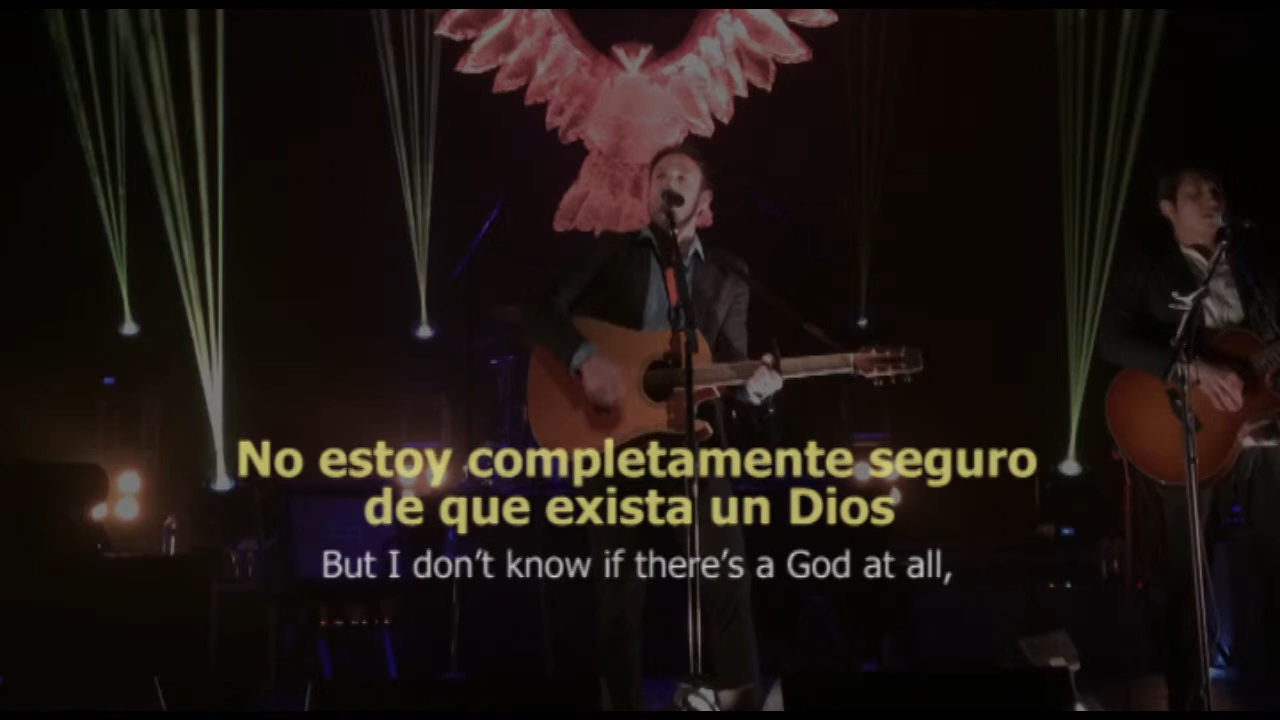 No estoy completamente seguro
de que exista un Dios
But I don't know if there's a God at all,